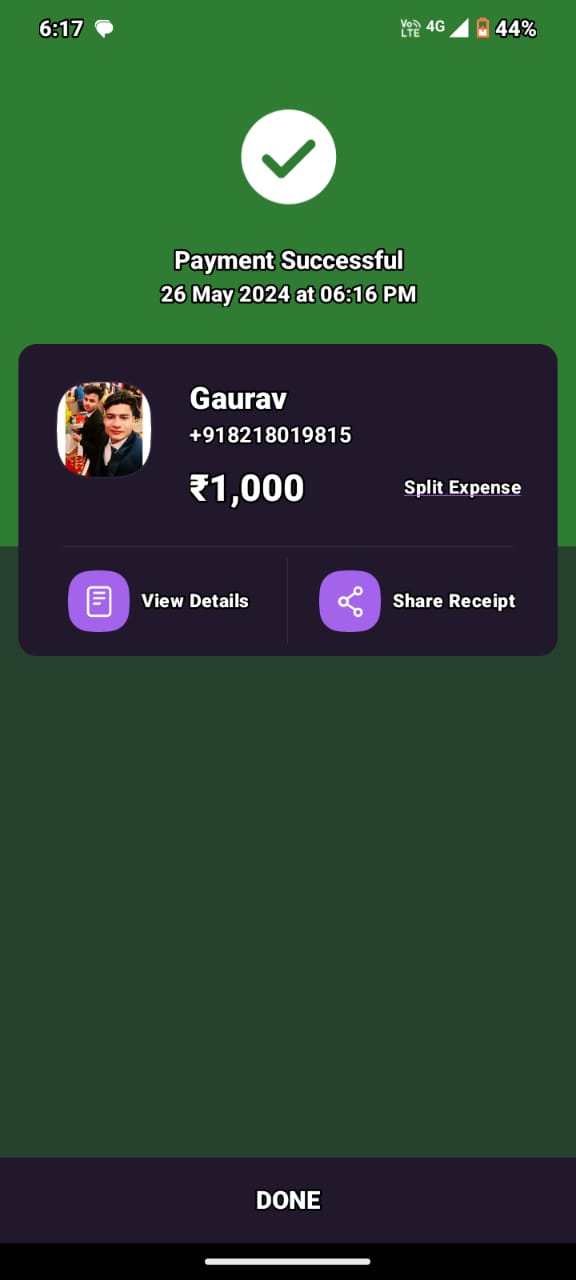 6:17
Vo LTE 4G 44%
Payment Successful
26 May 2024 at 06:16 PM
Gaurav
+918218019815
₹1,000
Split Expense
View Details
Share Receipt
DONE